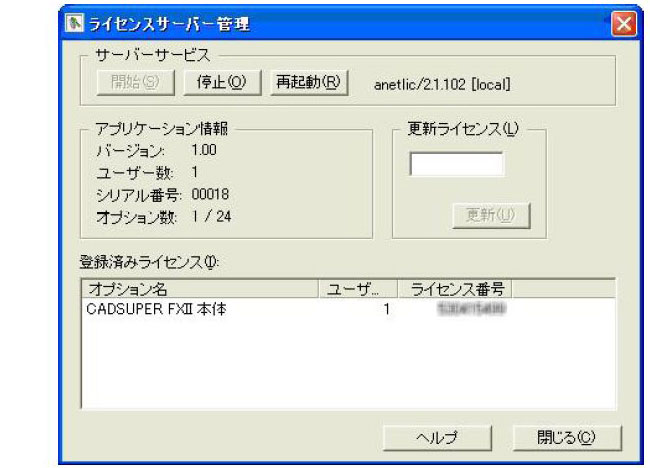 ライセンスサーバー管理
サーバーサービス
開始(S) 停止(O) 再起動(R) anetlic/2.1.102 [local]
アプリケーション情報
バージョン: 1.00
ユーザー数: 1
シリアル番号: 00018
オプション数: 1 / 24
更新ライセンス(L)
更新(U)
登録済みライセンス(I):
オプション名 ユーザ... ライセンス番号
CADSUPER FXⅡ 本体 1
ヘルプ 閉じる(C)